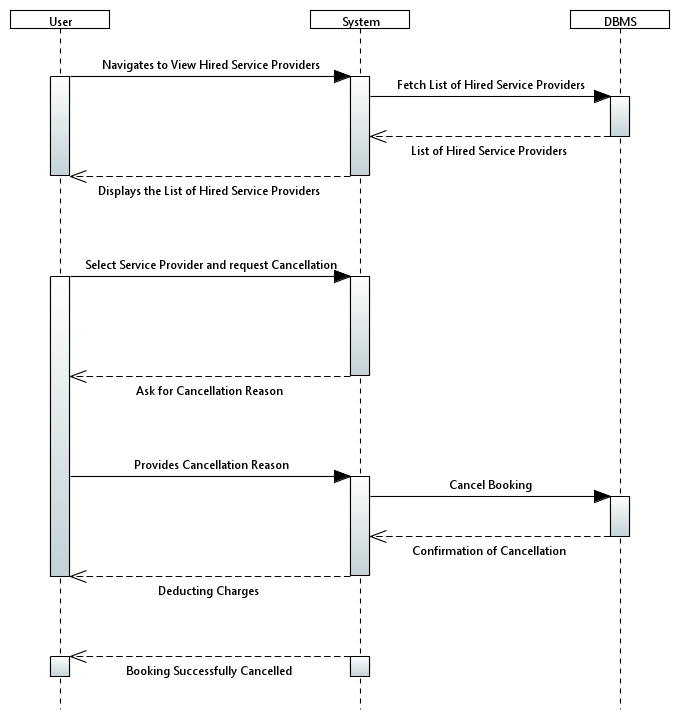 User
System
DBMS
Navigates to View Hired Service Providers
Fetch List of Hired Service Providers
List of Hired Service Providers
Displays the List of Hired Service Providers
Select Service Provider and request Cancellation
Ask for Cancellation Reason
Provides Cancellation Reason
Cancel Booking
Confirmation of Cancellation
Deducting Charges
Booking Successfully Cancelled